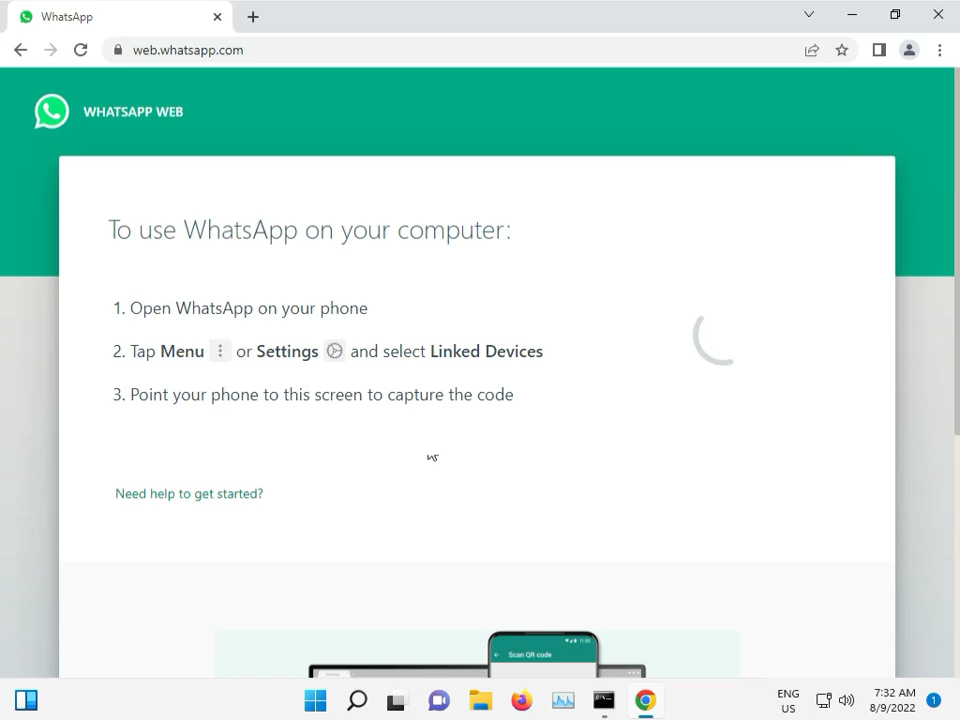 WhatsApp
web.whatsapp.com
WHATSAPP WEB
To use WhatsApp on your computer:
1. Open WhatsApp on your phone
2. Tap Menu or Settings and select Linked Devices
3. Point your phone to this screen to capture the code
Need help to get started?
Scan QR code
ENG
US
7:32 AM
8/9/2022
1